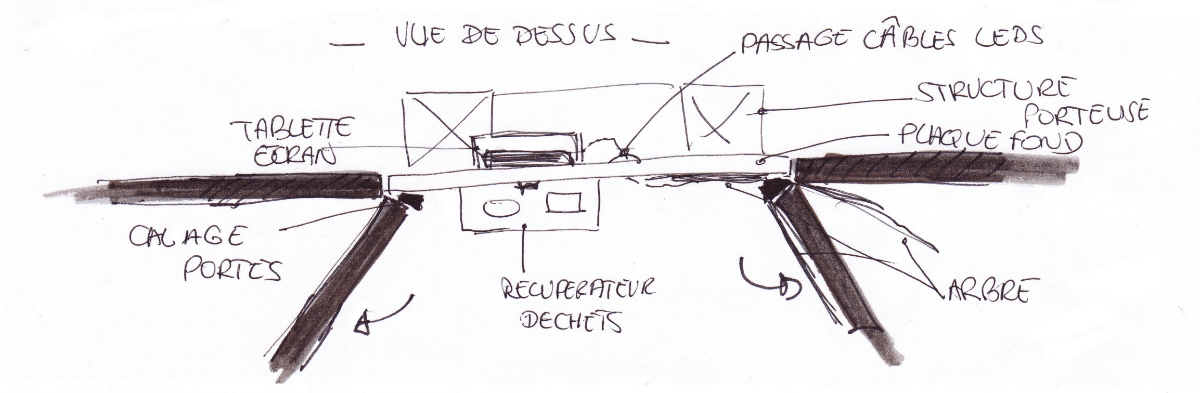 — VUE DE DESSUS —
PASSAGE CÂBLES LEDS
STRUCTURE
PORTEUSE
TABLETTE
ECRAN
PLAQUE FOND
CALAGE
PORTES
RECUPERATEUR
DECHETS
ARBRE